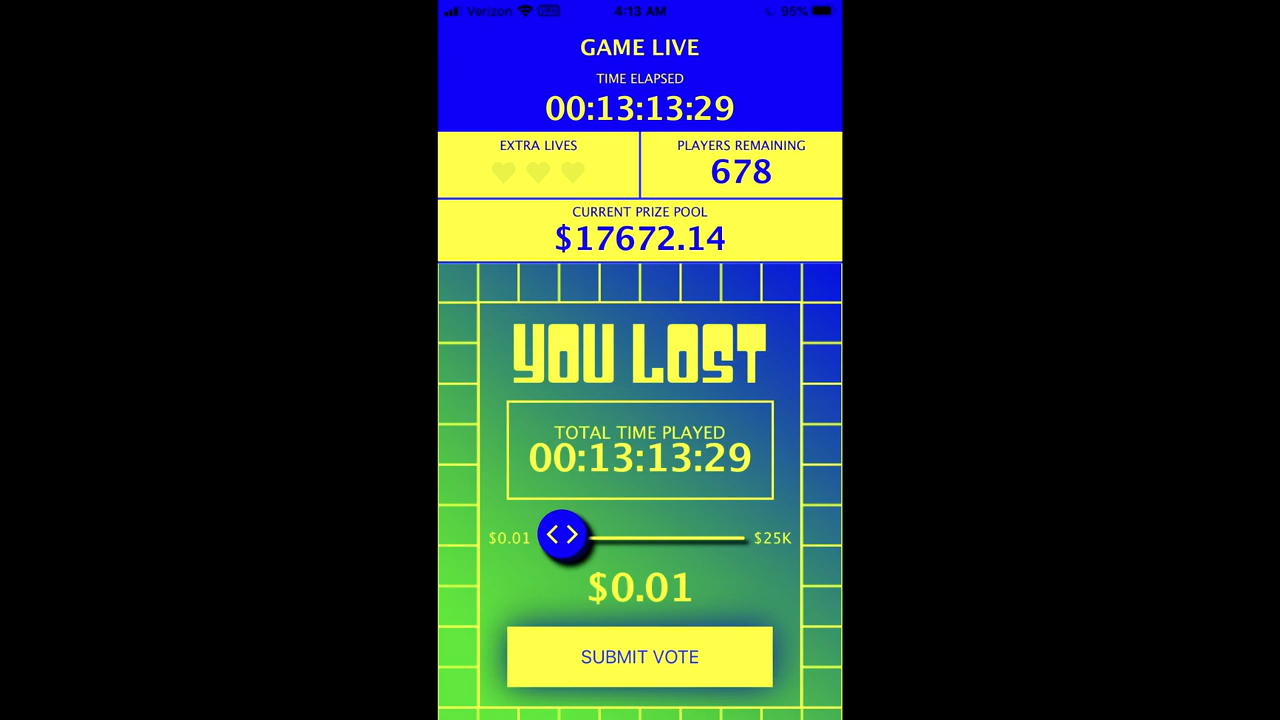 Verizon VPN 4:13 AM 95%
GAME LIVE
TIME ELAPSED
00:13:13:29
EXTRA LIVES
PLAYERS REMAINING
678
CURRENT PRIZE POOL
$17672.14
YOU LOST
TOTAL TIME PLAYED
00:13:13:29
$0.01 <> $25K
$0.01
SUBMIT VOTE